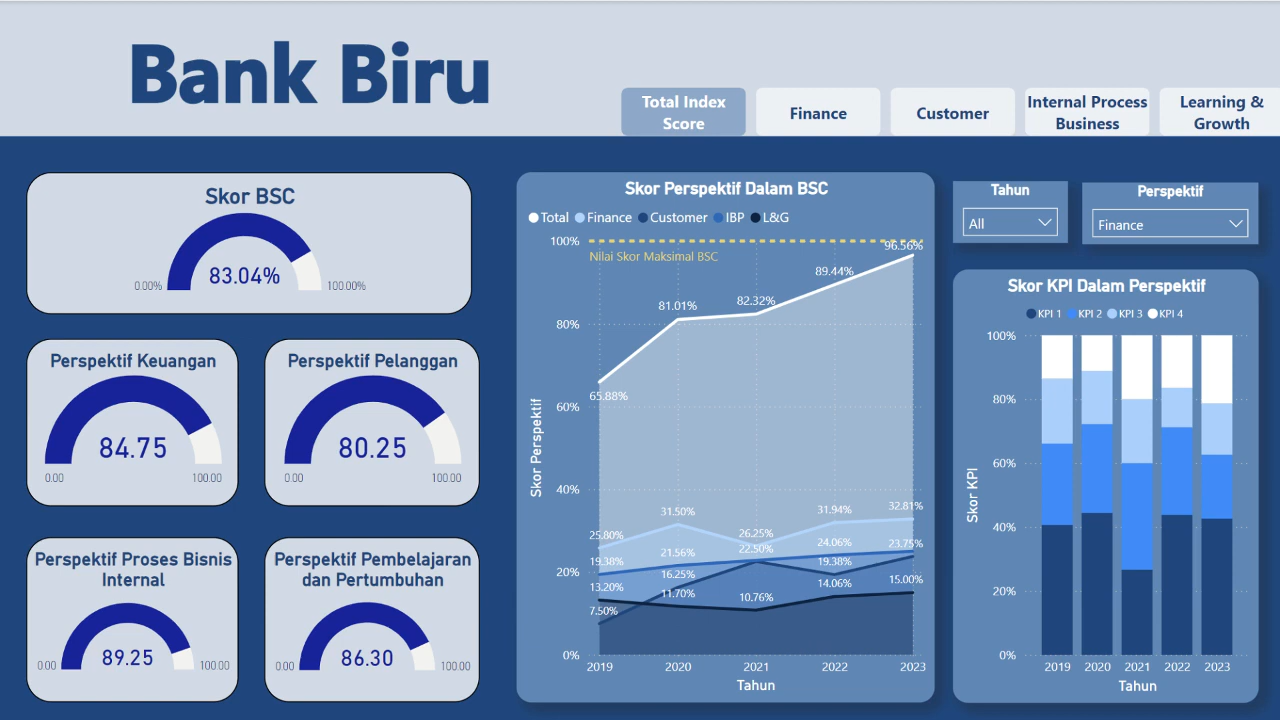 Bank Biru
Total Index
Score
Finance
Customer
Internal Process
Business
Learning &
Growth
Skor BSC
83.04%
0.00%
100.00%
Perspektif Keuangan
84.75
0.00
100.00
Perspektif Pelanggan
80.25
0.00
100.00
Perspektif Proses Bisnis
Internal
89.25
0.00
100.00
Perspektif Pembelajaran
dan Pertumbuhan
86.30
0.00
100.00
Skor Perspektif Dalam BSC
Total Finance Customer IBP L&G
100%
80%
60%
40%
20%
0%
Skor Perspektif
Nilai Skor Maksimal BSC
65.88%
81.01%
82.32%
89.44%
96.56%
25.80%
31.50%
26.25%
31.94%
32.81%
19.38%
21.56%
22.50%
24.06%
23.75%
13.20%
16.25%
19.38%
7.50%
11.70%
10.76%
14.06%
15.00%
2019 2020 2021 2022 2023
Tahun
Tahun
All
Perspektif
Finance
Skor KPI Dalam Perspektif
KPI 1 KPI 2 KPI 3 KPI 4
100%
80%
60%
40%
20%
0%
Skor KPI
2019 2020 2021 2022 2023
Tahun